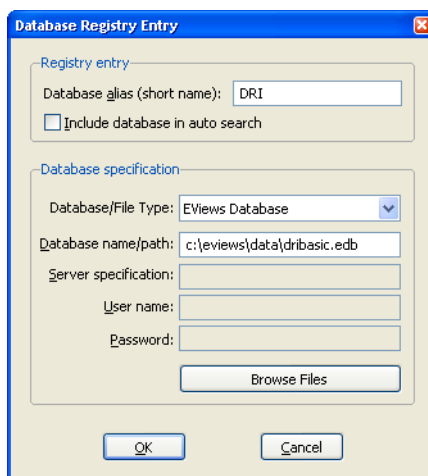 Database Registry Entry
Registry entry
Database alias (short name): DRI
Include database in auto search
Database specification
Database/File Type: EViews Database
Database name/path: c:\eviews\data\dribasic.edb
Server specification:
User name:
Password:
Browse Files
OK Cancel